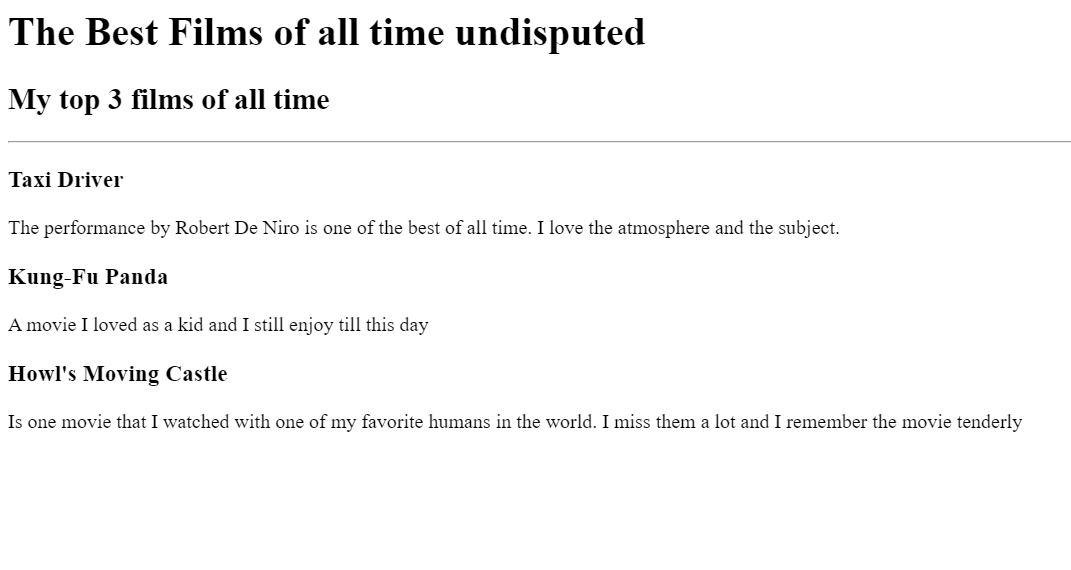 The Best Films of all time undisputed
My top 3 films of all time
Taxi Driver
The performance by Robert De Niro is one of the best of all time. I love the atmosphere and the subject.
Kung-Fu Panda
A movie I loved as a kid and I still enjoy till this day
Howl's Moving Castle
Is one movie that I watched with one of my favorite humans in the world. I miss them a lot and I remember the movie tenderly